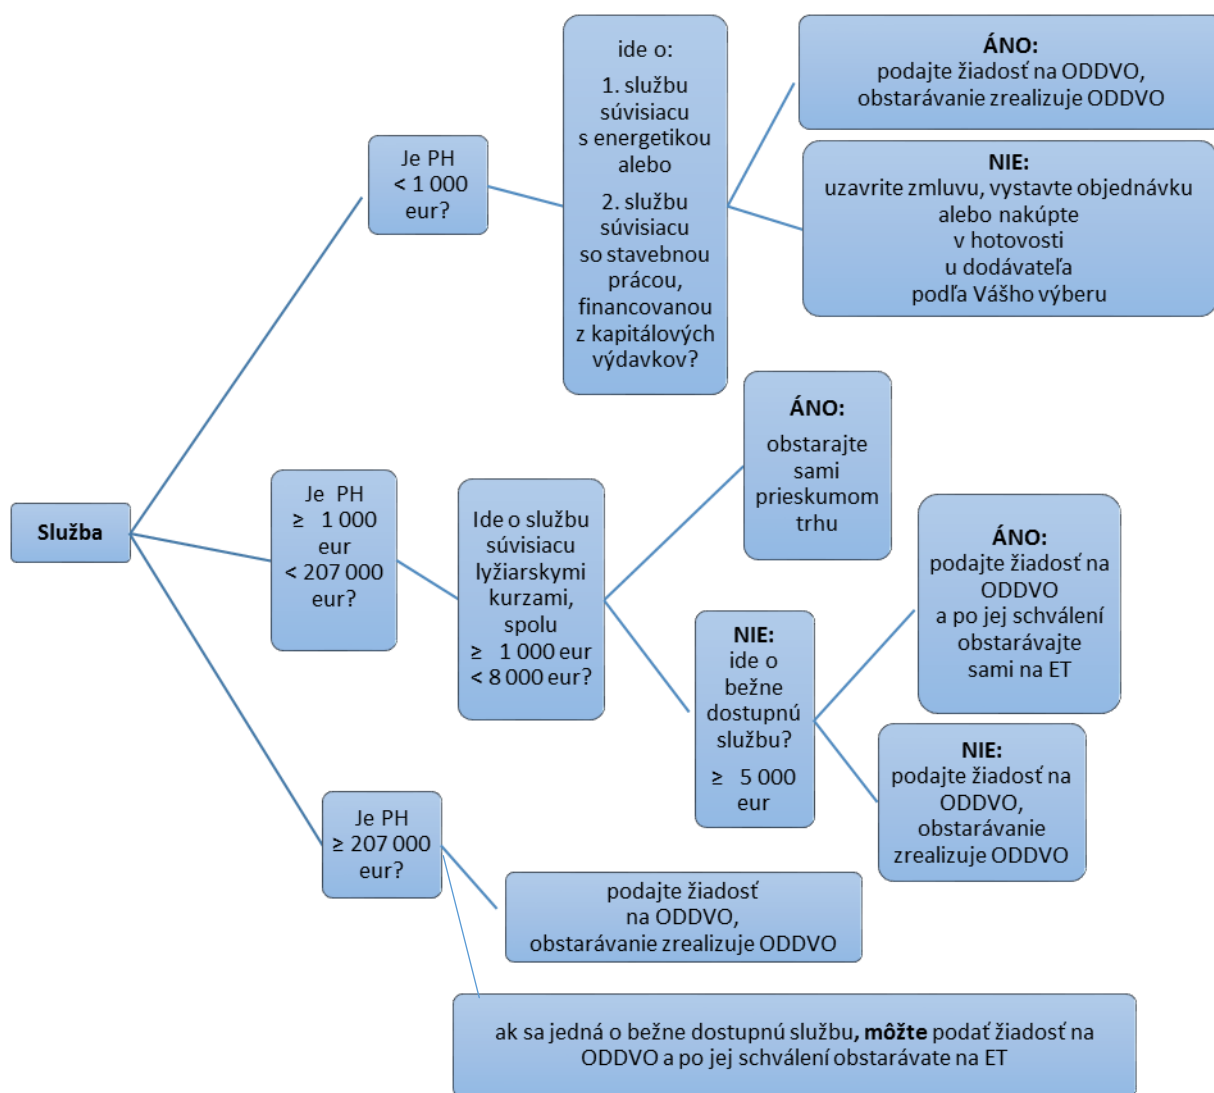 Služba
Je PH
< 1 000
eur?
ide o:
1. službu
súvisiacu
s energetikou
alebo
2. službu
súvisiacu
so stavebnou
prácou,
financovanou
z kapitálových
výdavkov?
ÁNO:
podajte žiadosť na ODDVO,
obstarávanie zrealizuje ODDVO
NIE:
uzavrite zmluvu, vystavte objednávku
alebo nakúpte
v hotovosti
u dodávateľa
podľa Vášho výberu
Je PH
≥ 1 000
eur
< 207 000
eur?
Ide o službu
súvisiacu
lyžiarskymi
kurzami,
spolu
≥ 1 000 eur
< 8 000 eur?
ÁNO:
obstarajte
sami
prieskumom
trhu
NIE:
ide o
bežne
dostupnú
službu?
≥ 5 000
eur
ÁNO:
podajte žiadosť na
ODDVO
a po jej schválení
obstarávajte
sami na ET
NIE:
podajte žiadosť na
ODDVO,
obstarávanie
zrealizuje ODDVO
Je PH
≥ 207 000
eur?
podajte žiadosť
na ODDVO,
obstarávanie zrealizuje ODDVO
ak sa jedná o bežne dostupnú službu, môžte podať žiadosť na
ODDVO a po jej schválení obstarávate na ET